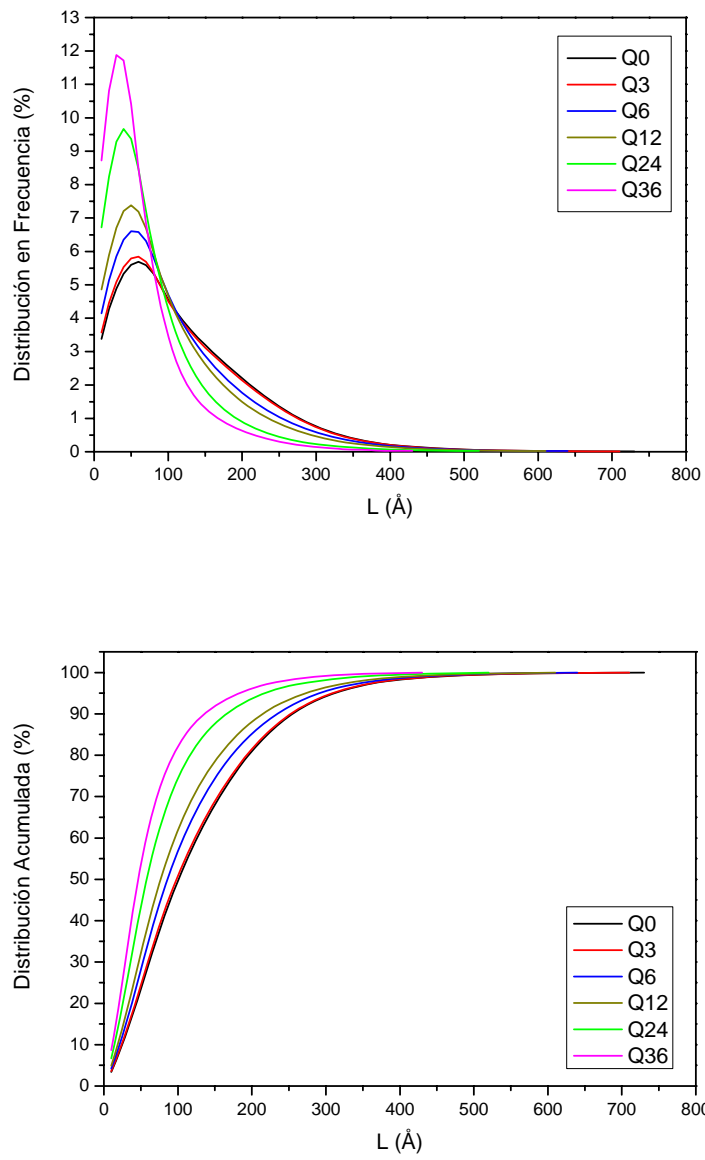 13
12
11
10
9
8
7
6
5
4
3
2
1
0
Distribución en Frecuencia (%)
Q0
Q3
Q6
Q12
Q24
Q36
0 100 200 300 400 500 600 700 800
L (Å)
100
90
80
70
60
50
40
30
20
10
0
Distribución Acumulada (%)
Q0
Q3
Q6
Q12
Q24
Q36
0 100 200 300 400 500 600 700 800
L (Å)